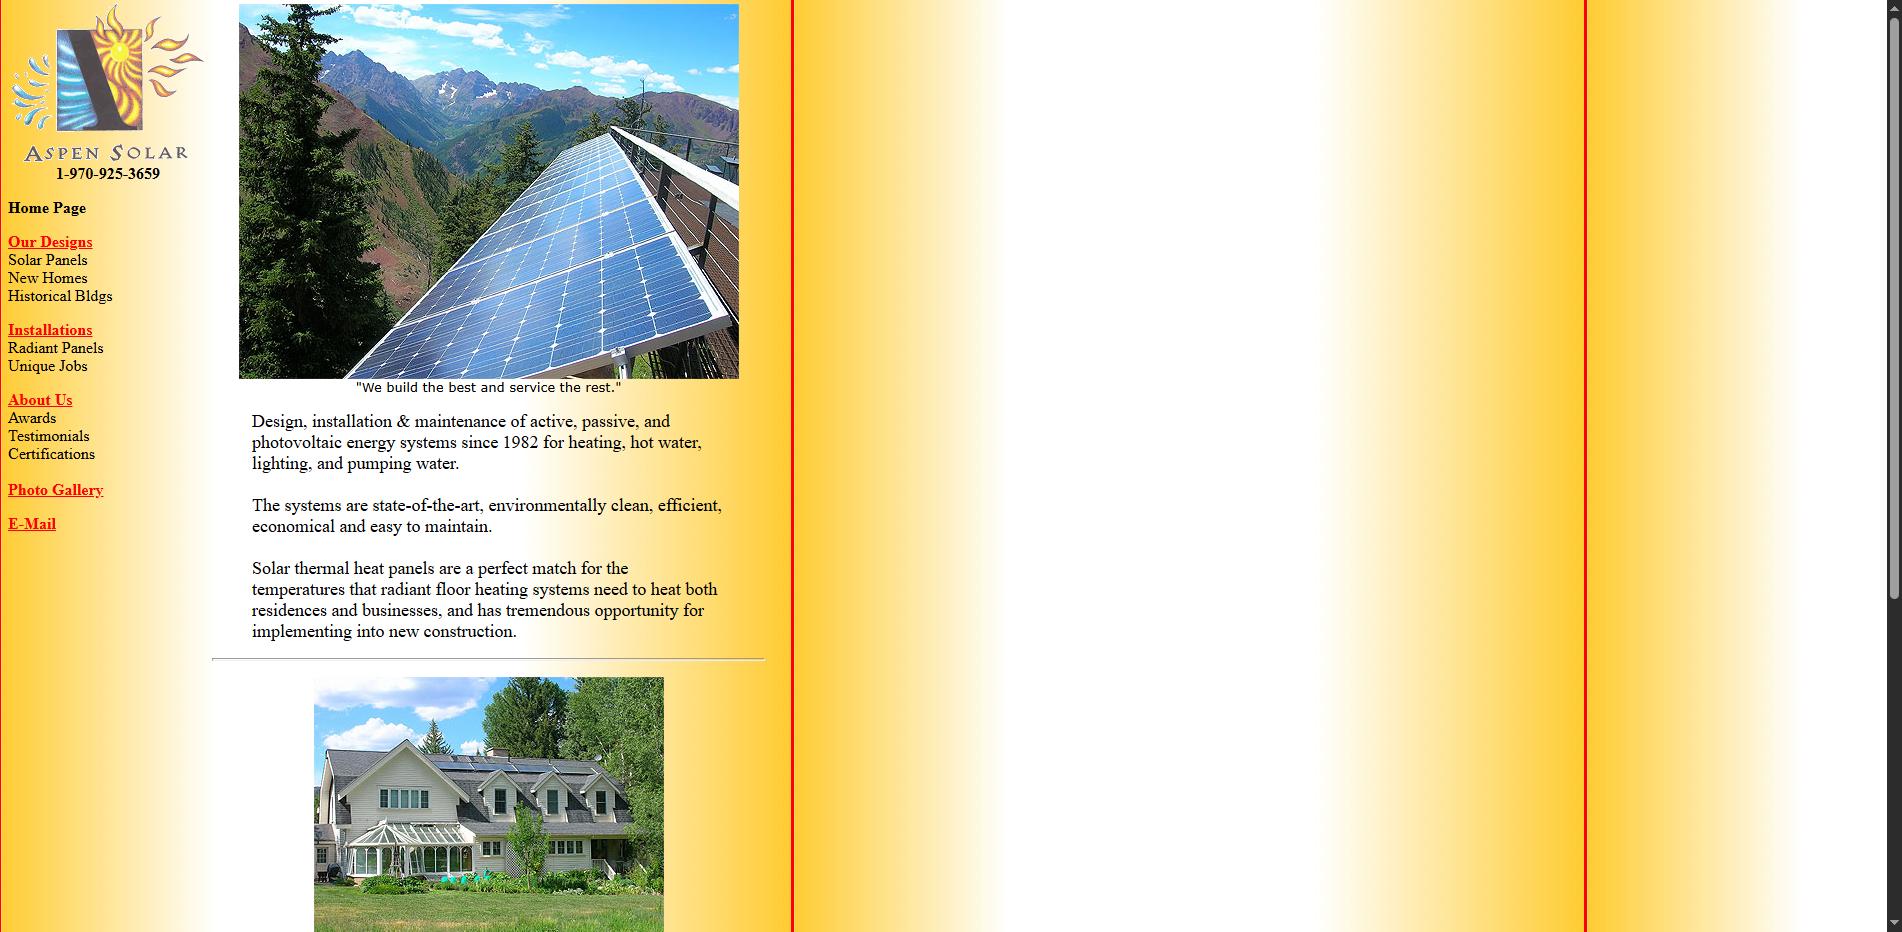 ASPEN SOLAR
1-970-925-3659
Home Page
Our Designs
Solar Panels
New Homes
Historical Bldgs
Installations
Radiant Panels
Unique Jobs
About Us
Awards
Testimonials
Certifications
Photo Gallery
E-Mail
"We build the best and service the rest."
Design, installation & maintenance of active, passive, and
photovoltaic energy systems since 1982 for heating, hot water,
lighting, and pumping water.
The systems are state-of-the-art, environmentally clean, efficient,
economical and easy to maintain.
Solar thermal heat panels are a perfect match for the
temperatures that radiant floor heating systems need to heat both
residences and businesses, and has tremendous opportunity for
implementing into new construction.